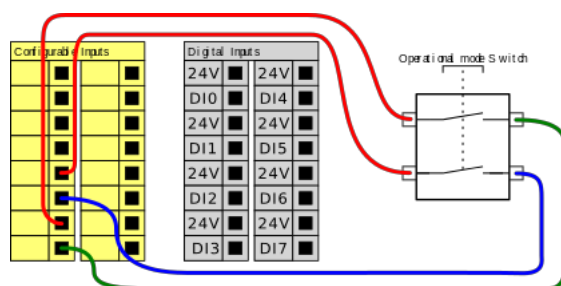 Configurable Inputs
Digital Inputs
Operational mode Switch
24V 24V
DI0 DI4
24V 24V
DI1 DI5
24V 24V
DI2 DI6
24V 24V
DI3 DI7